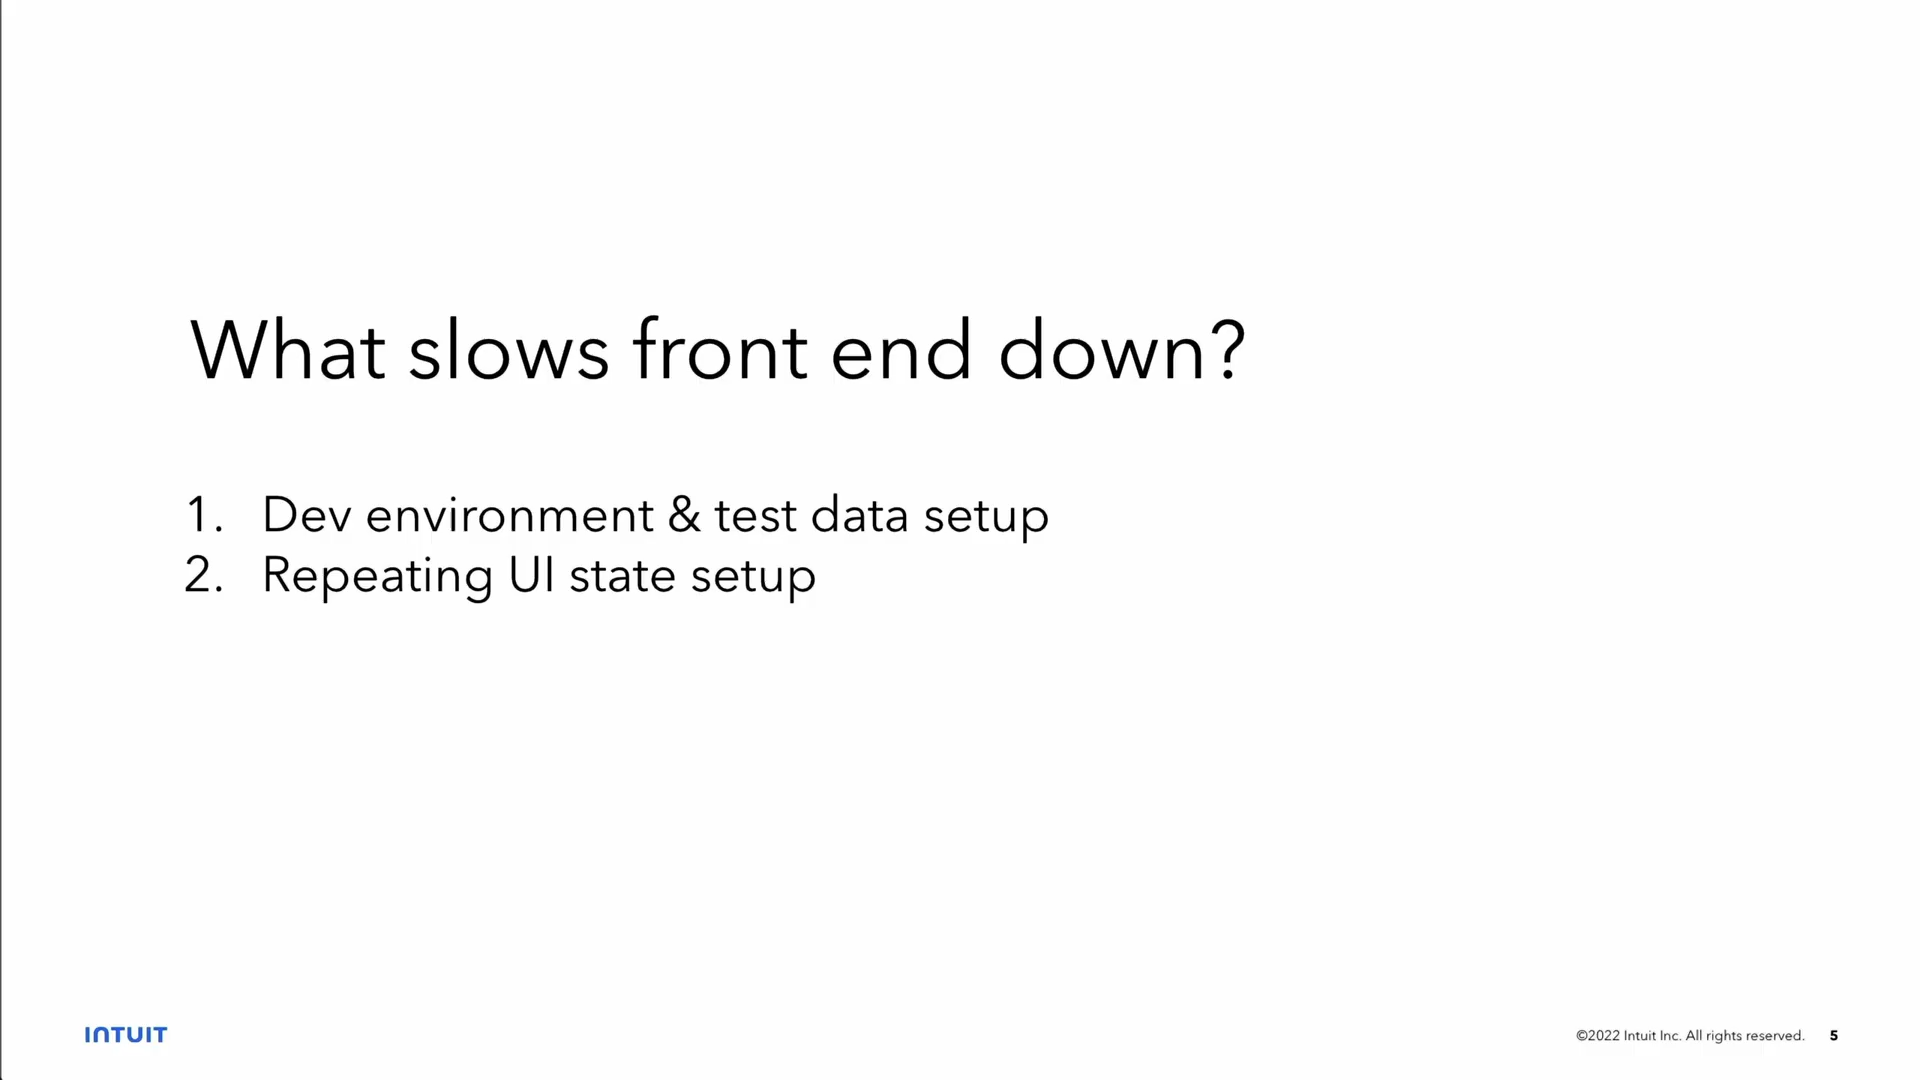 What slows front end down?
1. Dev environment & test data setup
2. Repeating UI state setup
INTUIT
©2022 Intuit Inc. All rights reserved. 5